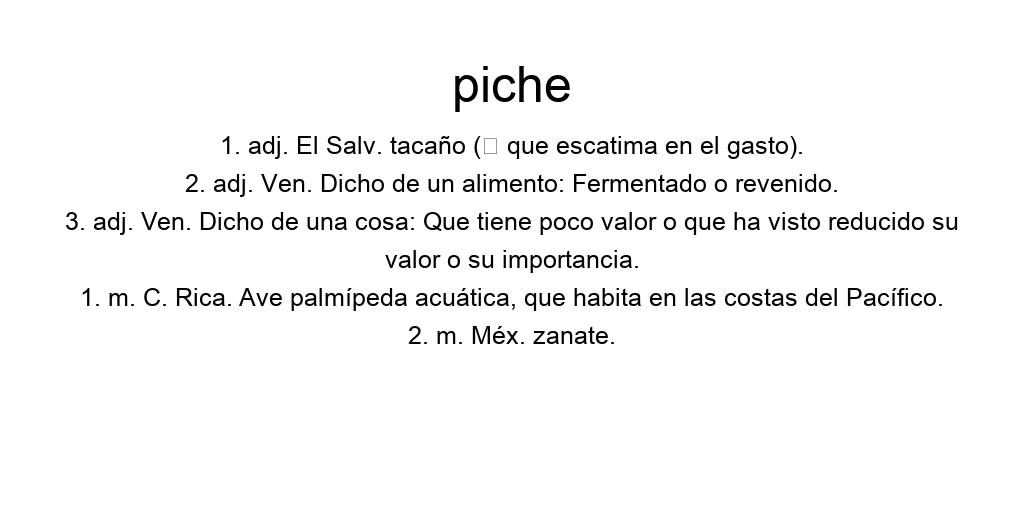 piche
1. adj. El Salv. tacaño (▯ que escatima en el gasto).
2. adj. Ven. Dicho de un alimento: Fermentado o revenido.
3. adj. Ven. Dicho de una cosa: Que tiene poco valor o que ha visto reducido su
valor o su importancia.
1. m. C. Rica. Ave palmípeda acuática, que habita en las costas del Pacífico.
2. m. Méx. zanate.